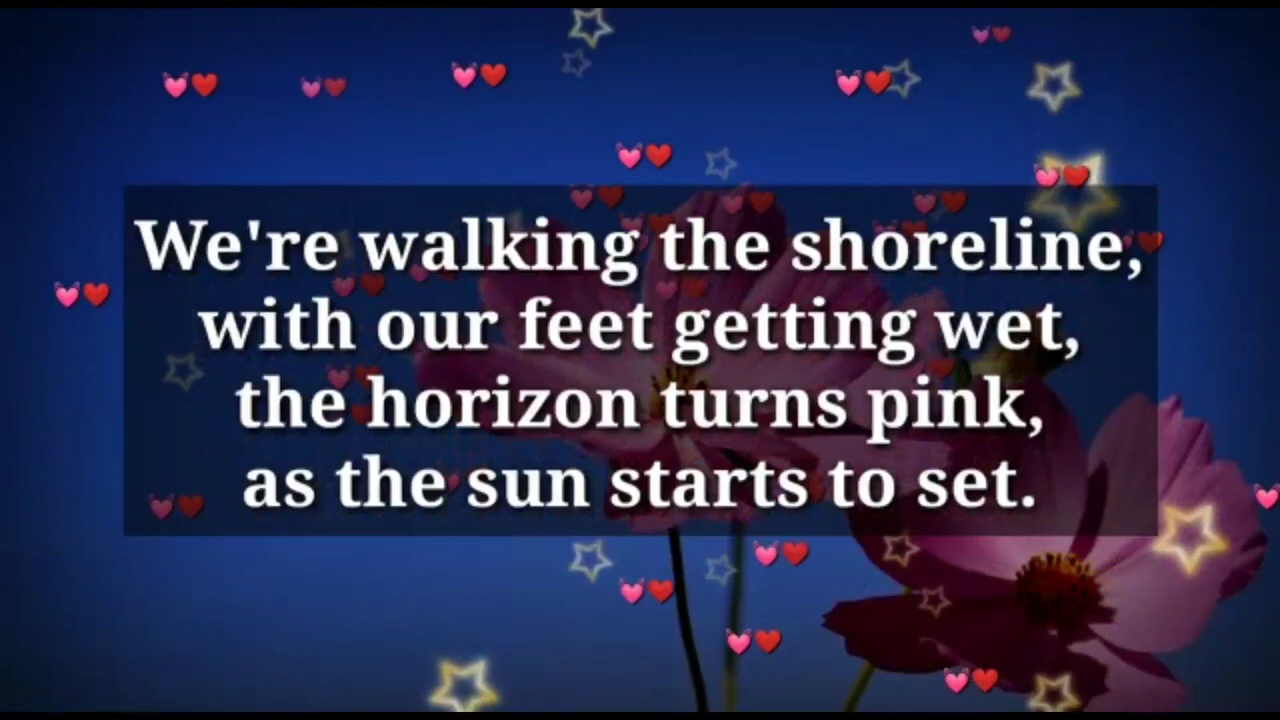 We're walking the shoreline,
with our feet getting wet,
the horizon turns pink,
as the sun starts to set.